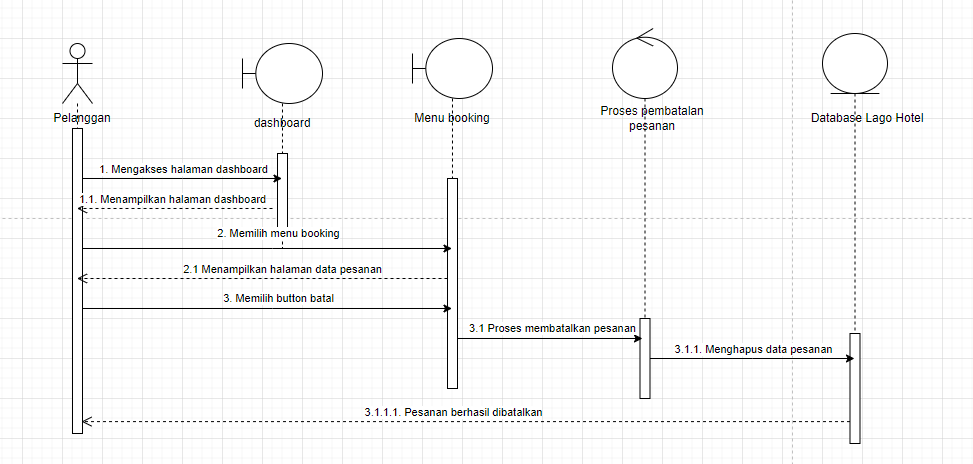 Pelanggan
dashboard
Menu booking
Proses pembatalan
pesanan
Database Lago Hotel
1. Mengakses halaman dashboard
1.1. Menampilkan halaman dashboard
2. Memilih menu booking
2.1 Menampilkan halaman data pesanan
3. Memilih button batal
3.1 Proses membatalkan pesanan
3.1.1. Menghapus data pesanan
3.1.1.1. Pesanan berhasil dibatalkan